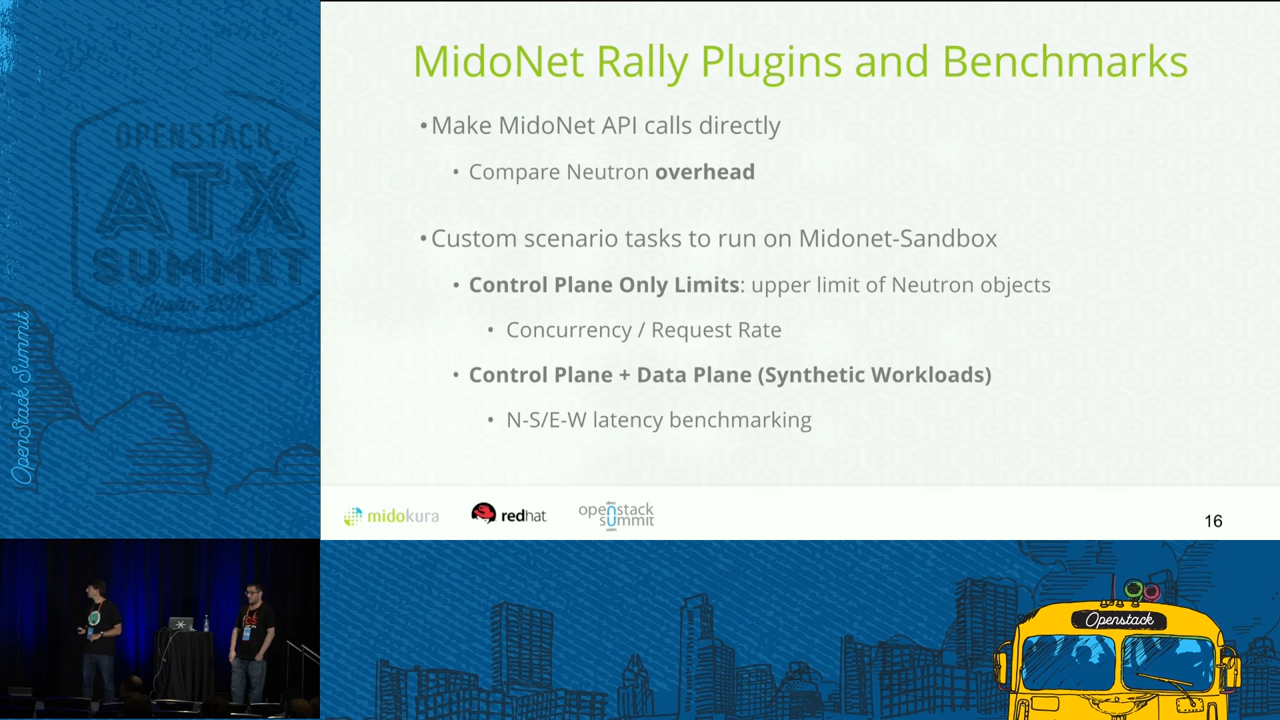 MidoNet Rally Plugins and Benchmarks
•Make MidoNet API calls directly
• Compare Neutron overhead
•Custom scenario tasks to run on Midonet-Sandbox
• Control Plane Only Limits: upper limit of Neutron objects
• Concurrency / Request Rate
• Control Plane + Data Plane (Synthetic Workloads)
• N-S/E-W latency benchmarking
midokura
redhat.
openstack
summit
16
OPENSTACK
ATX
SUMMIT
Austin 2016
OpenStack Summit
Openstack